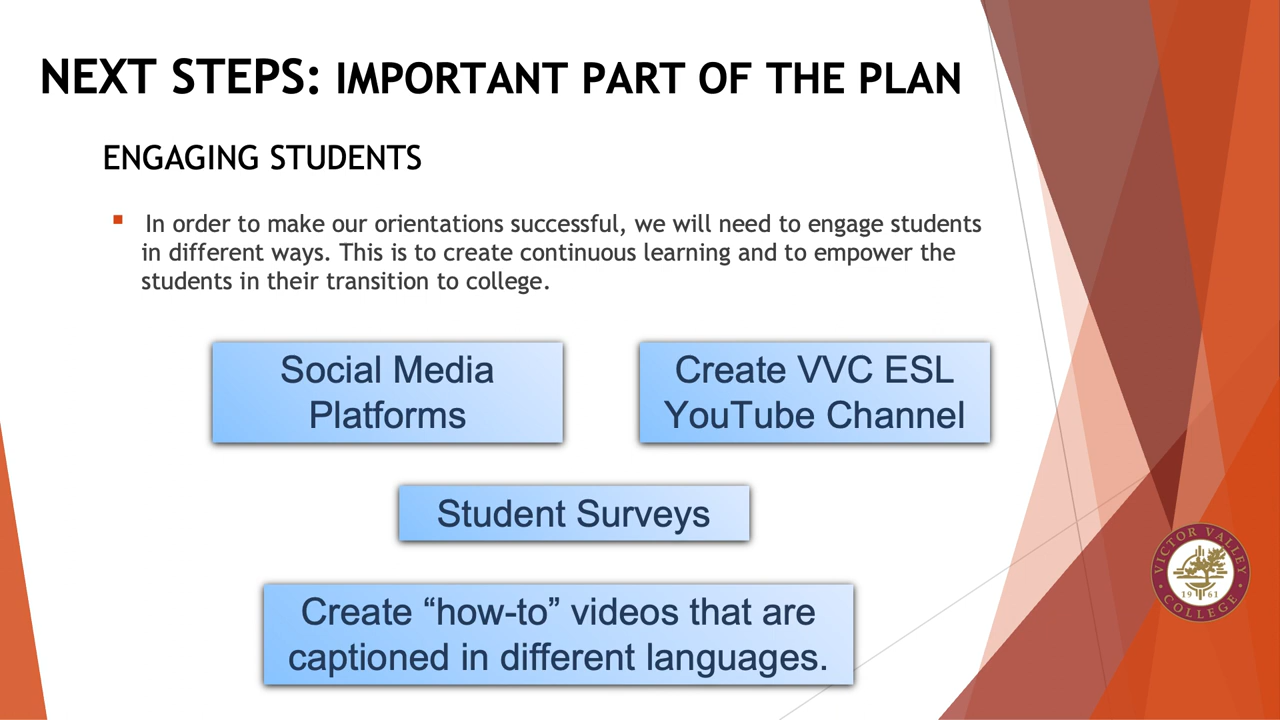 NEXT STEPS: IMPORTANT PART OF THE PLAN
ENGAGING STUDENTS
In order to make our orientations successful, we will need to engage students
in different ways. This is to create continuous learning and to empower the
students in their transition to college.
Social Media
Platforms
Create VVC ESL
YouTube Channel
Student Surveys
Create “how-to” videos that are
captioned in different languages.
VICTOR VALLEY
1961
COLLEGE